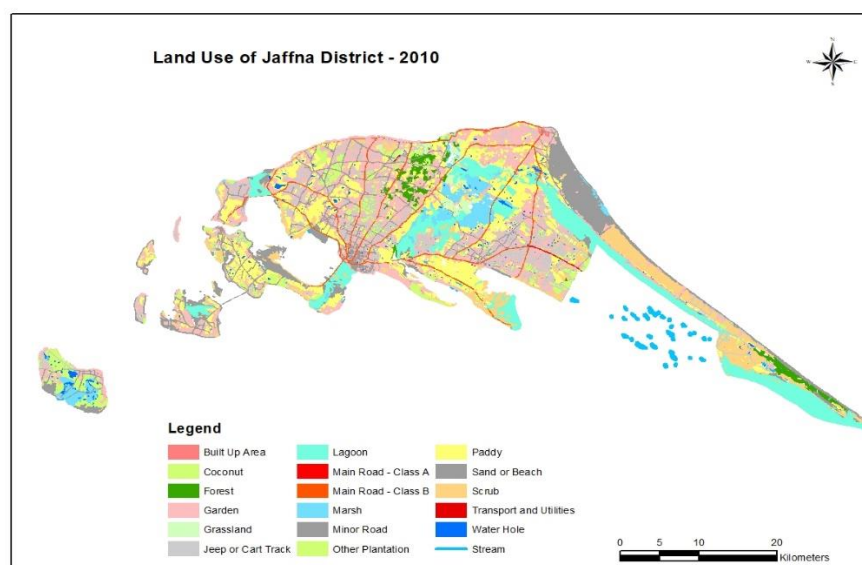 Land Use of Jaffna District - 2010
N
W E
S
Legend
Built Up Area
Coconut
Forest
Garden
Grassland
Jeep or Cart Track
Lagoon
Main Road - Class A
Main Road - Class B
Marsh
Minor Road
Other Plantation
Paddy
Sand or Beach
Scrub
Transport and Utilities
Water Hole
Stream
0 5 10 20
Kilometers